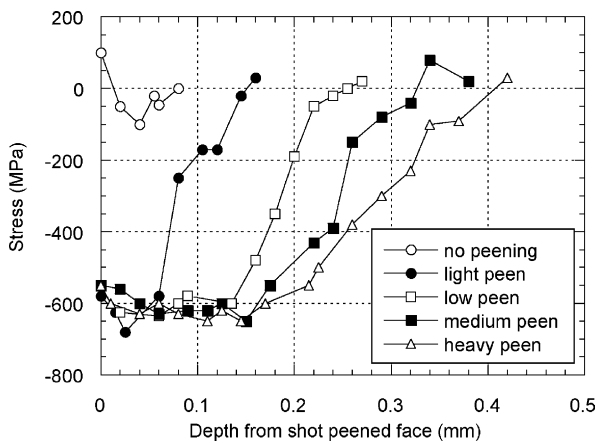 200
0
-200
-400
-600
-800
Stress (MPa)
no peening
light peen
low peen
medium peen
heavy peen
0 0.1 0.2 0.3 0.4 0.5
Depth from shot peened face (mm)